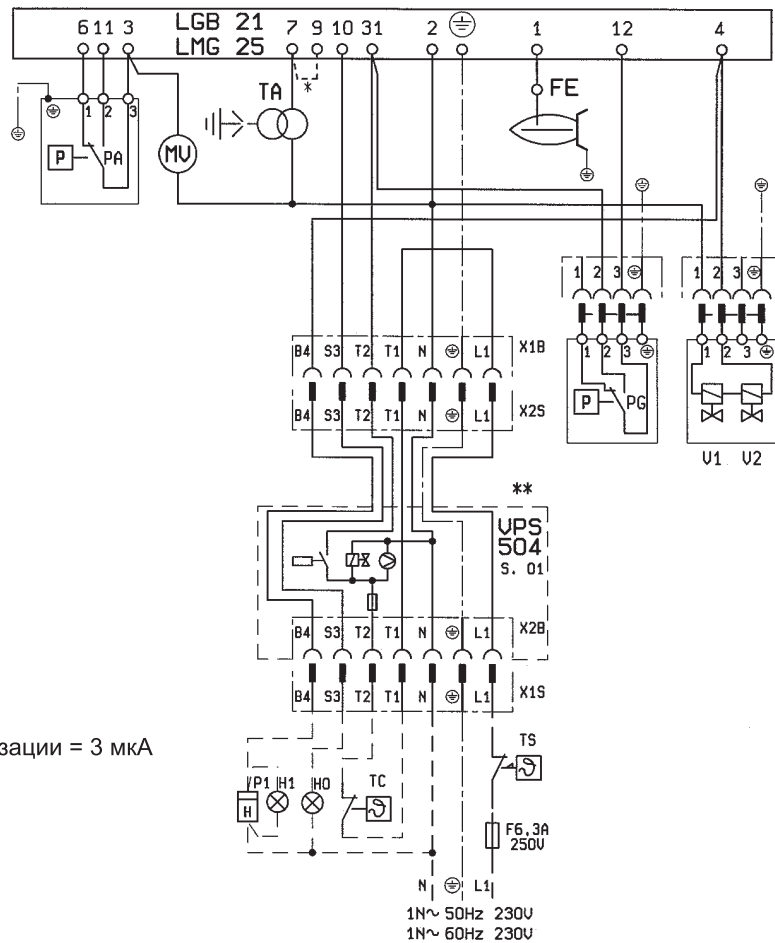 LGB 21
LMG 25
6 11 3 7 9 10 31 2 1 12 4
*
TA
FE
MV
1 2 3
P PA
1 2 3
1 2 3
B4 S3 T2 T1 N L1 X1B
B4 S3 T2 T1 N L1 X2S
1 2 3
1 2 3
P PG
V1 V2
**
VPS
504
S. 01
B4 S3 T2 T1 N L1 X2B
B4 S3 T2 T1 N L1 X1S
зации = 3 мкА
TS
P1 H1 H0 TC
H
F6,3A
250V
N L1
1N~ 50Hz 230V
1N~ 60Hz 230V